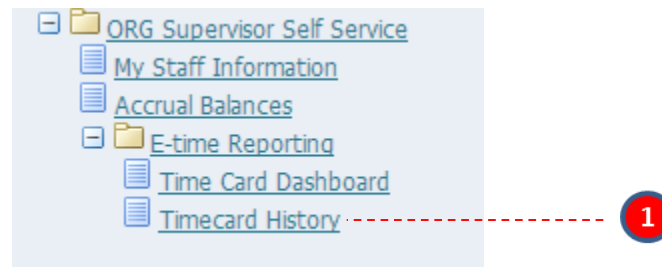 ORG Supervisor Self Service
My Staff Information
Accrual Balances
E-time Reporting
Time Card Dashboard
Timecard History
1